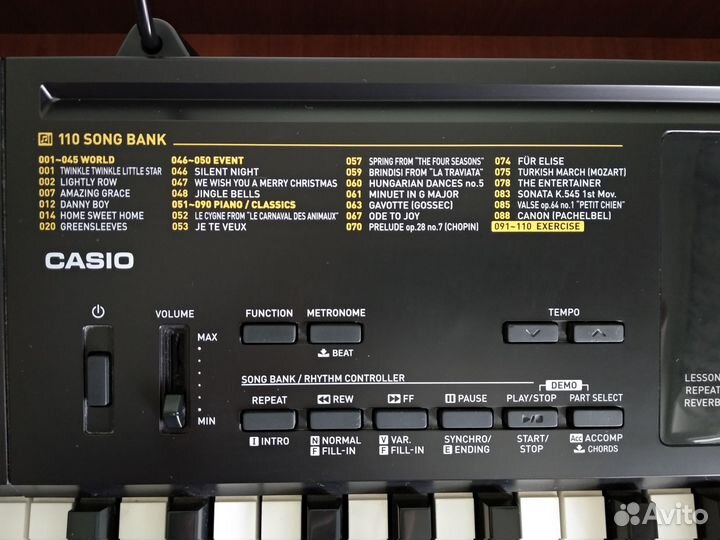 110 SONG BANK
001~045 WORLD
001 TWINKLE TWINKLE LITTLE STAR
002 LIGHTLY ROW
007 AMAZING GRACE
012 DANNY BOY
014 HOME SWEET HOME
020 GREENSLEEVES
046~050 EVENT
046 SILENT NIGHT
047 WE WISH YOU A MERRY CHRISTMAS
048 JINGLE BELLS
051~090 PIANO / CLASSICS
052 LE CYGNE FROM "LE CARNAVAL DES ANIMAUX"
053 JE TE VEUX
057 SPRING FROM "THE FOUR SEASONS"
059 BRINDISI FROM "LA TRAVIATA"
060 HUNGARIAN DANCES no.5
061 MINUET IN G MAJOR
063 GAVOTTE (GOSSEC)
067 ODE TO JOY
070 PRELUDE op.28 no.7 (CHOPIN)
074 FÜR ELISE
075 TURKISH MARCH (MOZART)
078 THE ENTERTAINER
083 SONATA K.545 1st Mov.
085 VALSE op.64 no.1 "PETIT CHIEN"
088 CANON (PACHELBEL)
091~110 EXERCISE
CASIO
VOLUME
MAX
MIN
FUNCTION
METRONOME
BEAT
TEMPO
SONG BANK / RHYTHM CONTROLLER
DEMO
REPEAT
REW
FF
PAUSE
PLAY/STOP
PART SELECT
I INTRO
N NORMAL
F FILL-IN
V VAR.
F FILL-IN
SYNCHRO/
E ENDING
START/
STOP
Acc ACCOMP
CHORDS
LESSON
REPEAT
REVERB
Avito